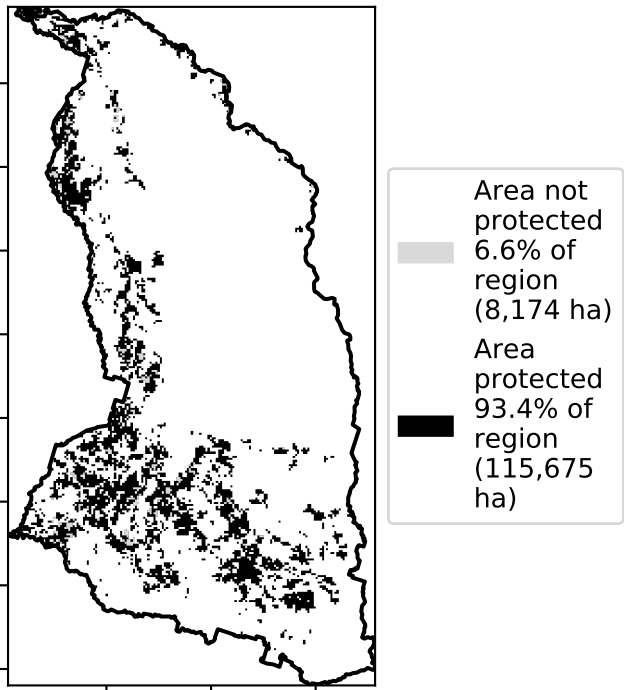 Area not
protected
6.6% of
region
(8,174 ha)
Area
protected
93.4% of
region
(115,675
ha)